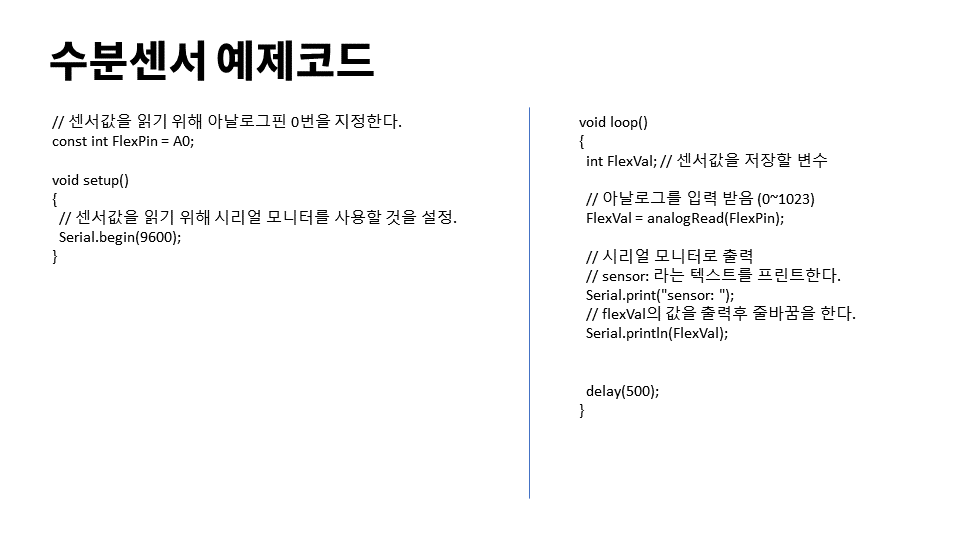 수분센서 예제코드
// 센서값을 읽기 위해 아날로그핀 0번을 지정한다.
const int FlexPin = A0;
void setup()
{
// 센서값을 읽기 위해 시리얼 모니터를 사용할 것을 설정.
Serial.begin(9600);
}
void loop()
{
int FlexVal; // 센서값을 저장할 변수
// 아날로그를 입력 받음 (0~1023)
FlexVal = analogRead(FlexPin);
// 시리얼 모니터로 출력
// sensor: 라는 텍스트를 프린트한다.
Serial.print("sensor: ");
// flexVal의 값을 출력후 줄바꿈을 한다.
Serial.println(FlexVal);
delay(500);
}